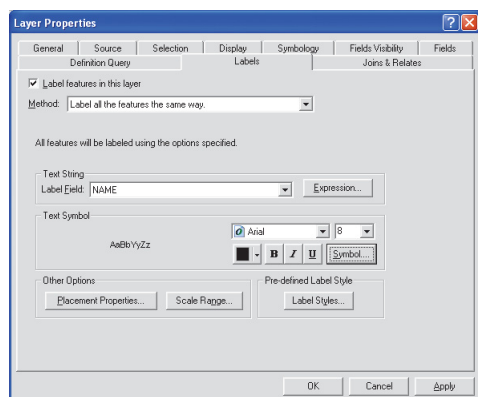 Layer Properties
General Source Selection Display Symbology Fields Visibility Fields
Definition Query Labels Joins & Relates
Label features in this layer
Method: Label all the features the same way.
All features will be labeled using the options specified.
Text String
Label Field: NAME Expression...
Text Symbol
AaBbYyZz
Arial 8
B I U Symbol...
Other Options Pre-defined Label Style
Placement Properties... Scale Range... Label Styles...
OK Cancel Apply